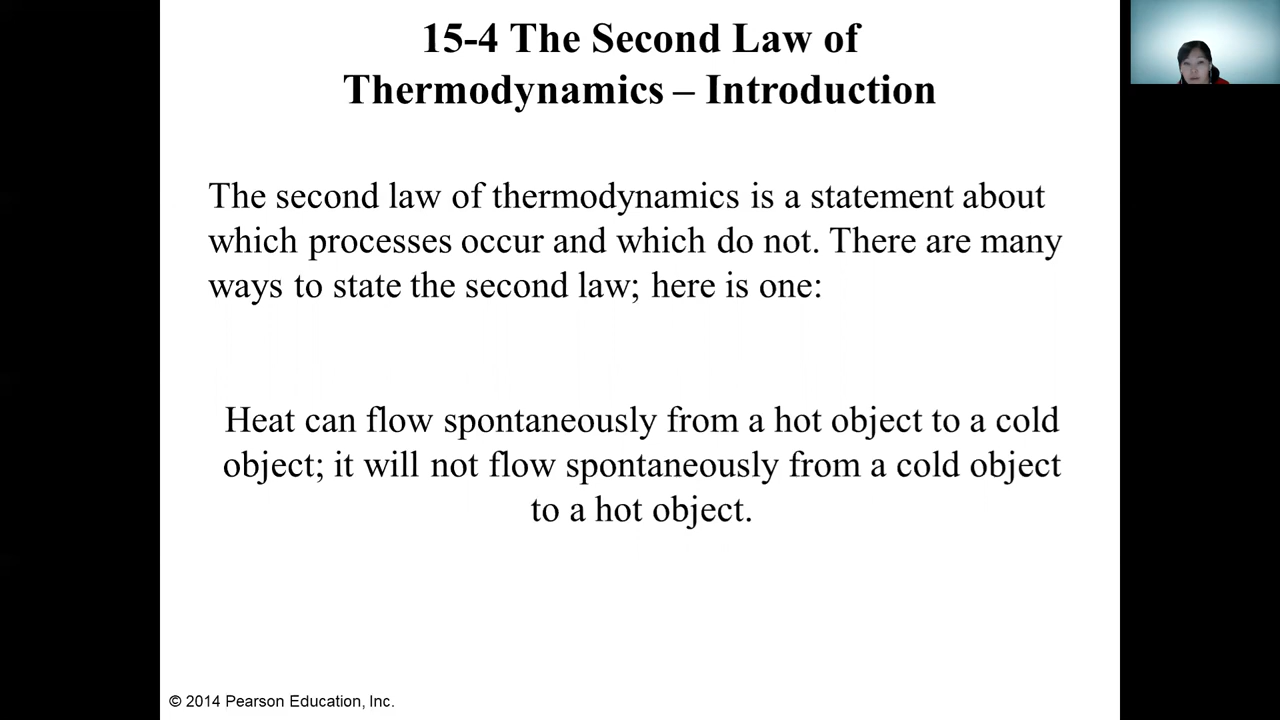 15-4 The Second Law of
Thermodynamics – Introduction
The second law of thermodynamics is a statement about
which processes occur and which do not. There are many
ways to state the second law; here is one:
Heat can flow spontaneously from a hot object to a cold
object; it will not flow spontaneously from a cold object
to a hot object.
© 2014 Pearson Education, Inc.